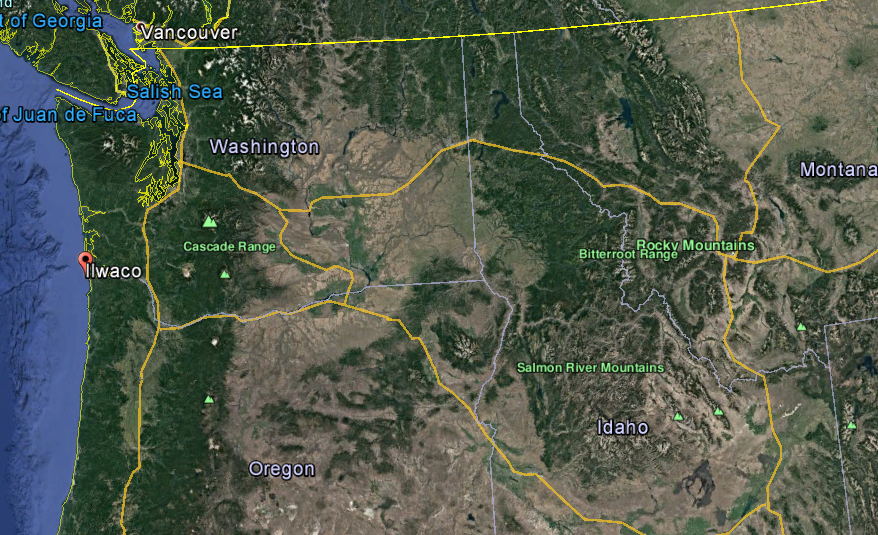 t of Georgia
Vancouver
Salish Sea
of Juan de Fuca
Washington
Montana
Cascade Range
Rocky Mountains
Bitterroot Range
Ilwaco
Salmon River Mountains
Idaho
Oregon